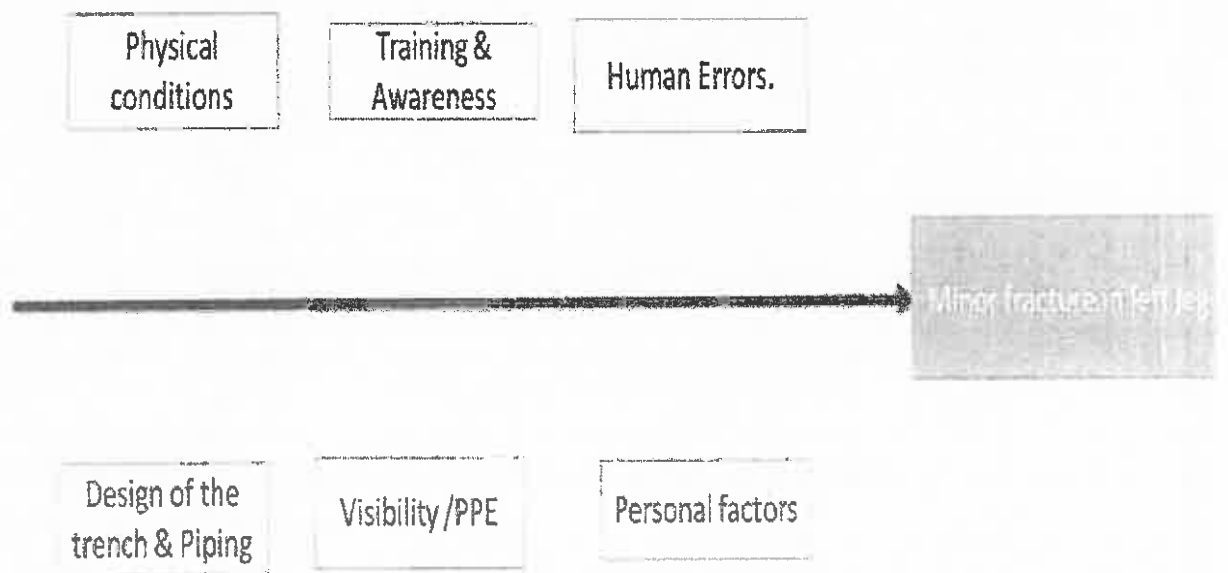 Physical
conditions
Training &
Awareness
Human Errors.
Minor fracture in left leg
Design of the
trench & Piping
Visibility /PPE
Personal factors